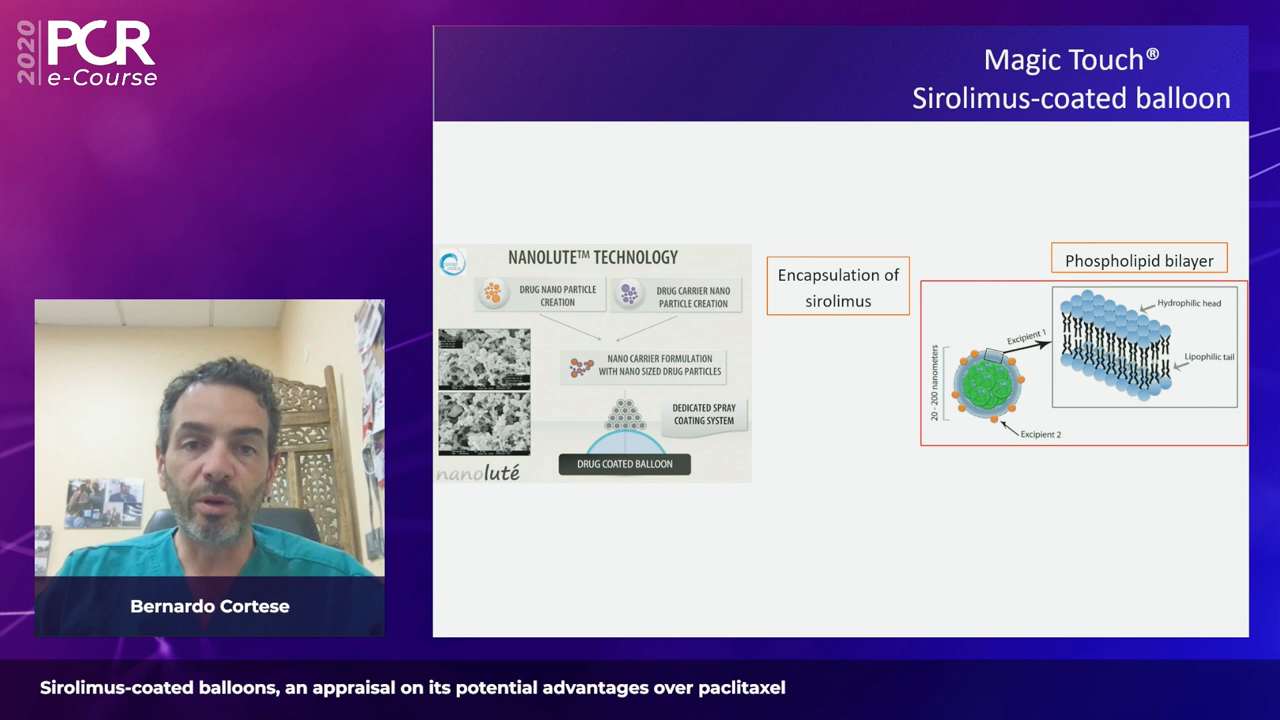 2020
PCR
e-Course
Magic Touch®
Sirolimus-coated balloon
NANOLUTE™ TECHNOLOGY
DRUG NANO PARTICLE
CREATION
DRUG CARRIER NANO
PARTICLE CREATION
NANO CARRIER FORMULATION
WITH NANO SIZED DRUG PARTICLES
DEDICATED SPRAY
COATING SYSTEM
DRUG COATED BALLOON
nanoluté
Encapsulation of
sirolimus
Phospholipid bilayer
Hydrophilic head
Excipient 1
Lipophilic tail
20 - 200 nanometers
Excipient 2
Bernardo Cortese
Sirolimus-coated balloons, an appraisal on its potential advantages over paclitaxel